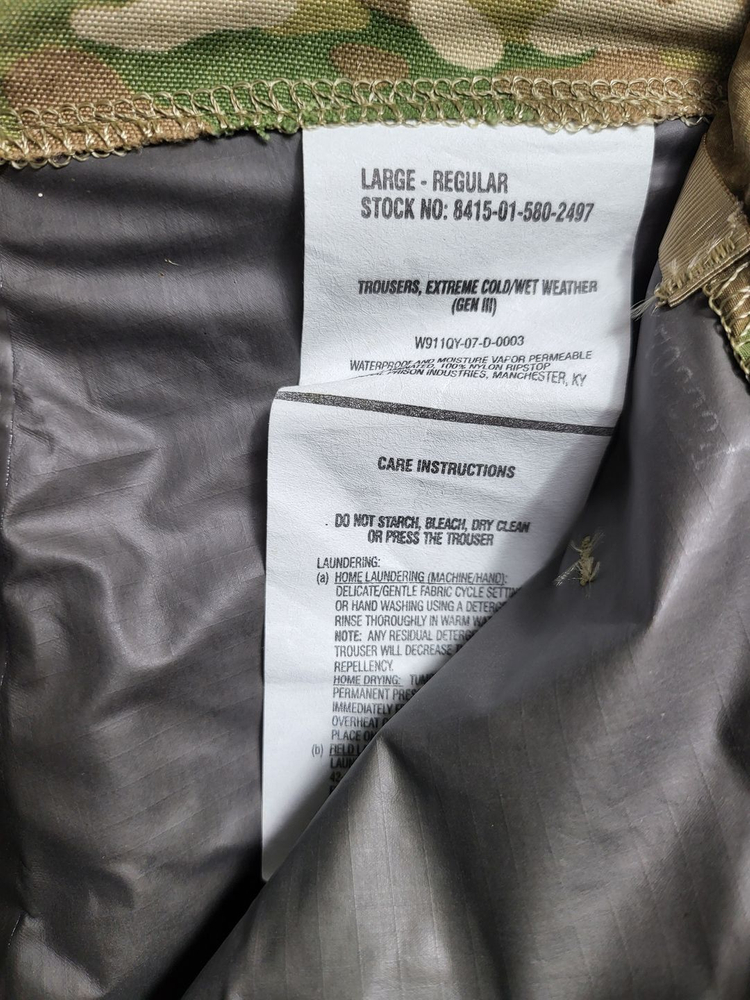 LARGE - REGULAR
STOCK NO: 8415-01-580-2497
TROUSERS, EXTREME COLD/WET WEATHER
(GEN III)
W911QY-07-D-0003
WATERPROOF AND MOISTURE VAPOR PERMEABLE
100% NYLON RIPSTOP
PRISON INDUSTRIES, MANCHESTER, KY
CARE INSTRUCTIONS
DO NOT STARCH, BLEACH, DRY CLEAN
OR PRESS THE TROUSER
LAUNDERING:
(a) HOME LAUNDERING (MACHINE/HAND):
DELICATE/GENTLE FABRIC CYCLE
OR HAND WASHING USING A
RINSE THOROUGHLY IN WARM
NOTE: ANY RESIDUAL
TROUSER WILL DECREASE
REPELLENCY.
HOME DRYING:
PERMANENT
IMMEDIATELY
OVERHEAT
PLACE
(b)